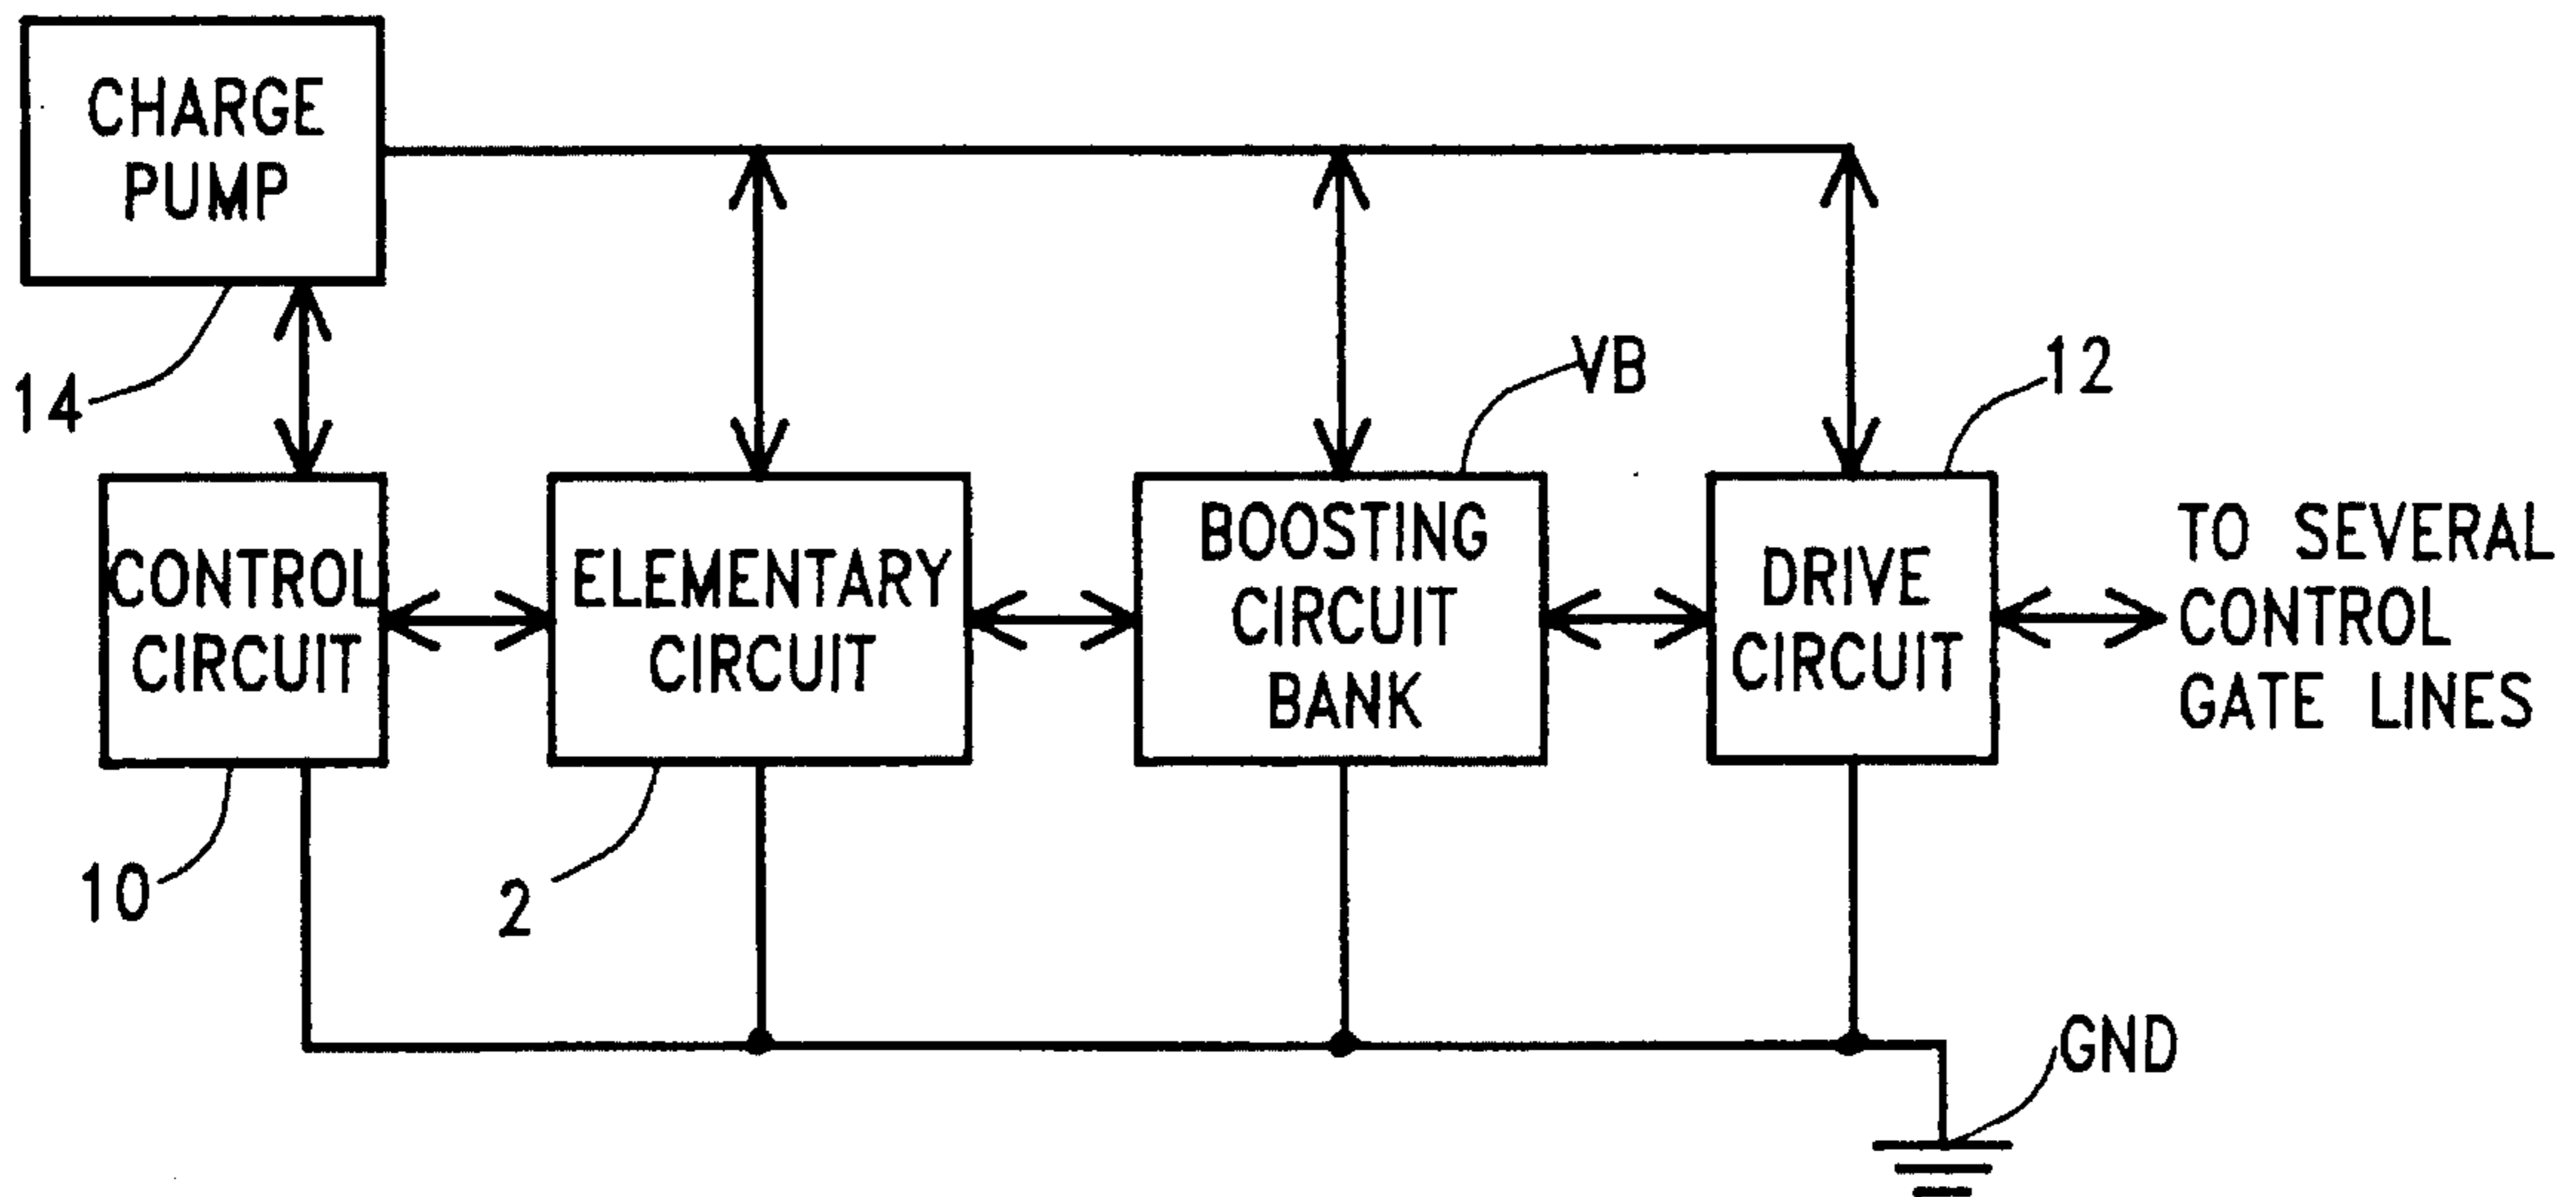 CHARGE
PUMP
14
VB
12
CONTROL
CIRCUIT
ELEMENTARY
CIRCUIT
BOOSTING
CIRCUIT
BANK
DRIVE
CIRCUIT
TO SEVERAL
CONTROL
GATE LINES
10
2
GND